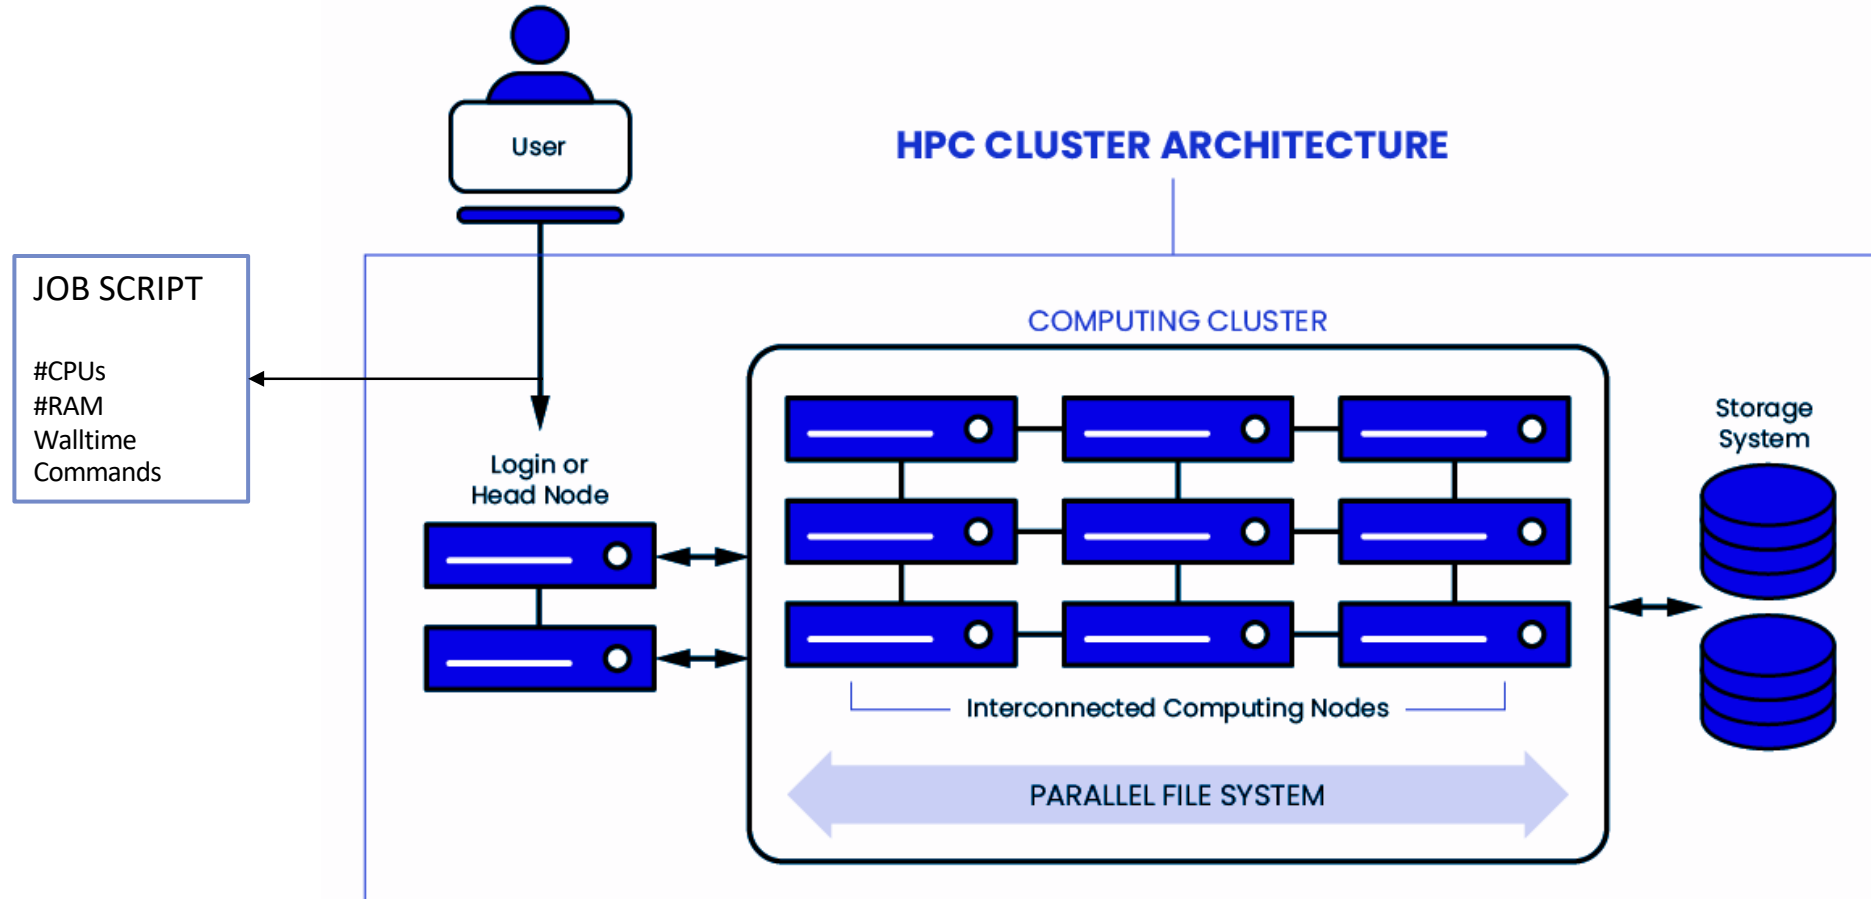 User
HPC CLUSTER ARCHITECTURE
JOB SCRIPT
#CPUs
#RAM
Walltime
Commands
COMPUTING CLUSTER
Login or
Head Node
Storage
System
Interconnected Computing Nodes
PARALLEL FILE SYSTEM